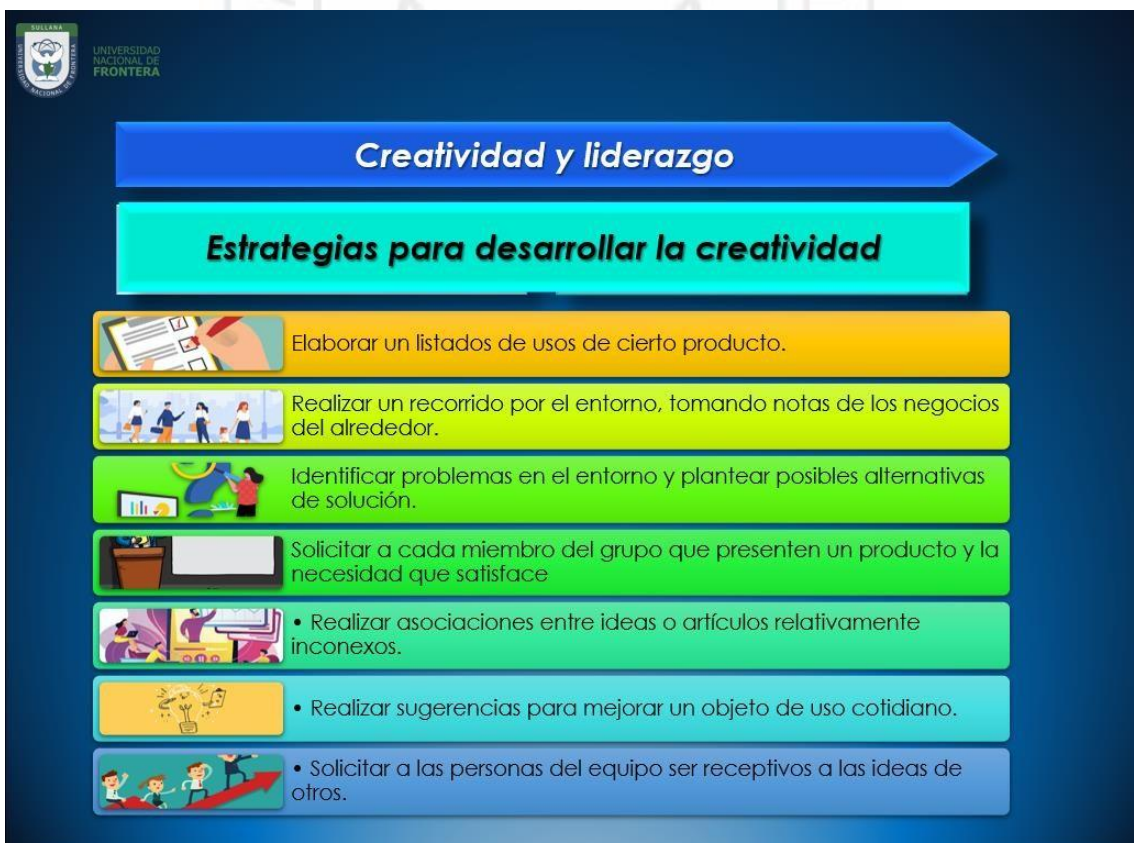 SULLANA
UNIVERSIDAD NACIONAL DE FRONTERA
UNIVERSIDAD
NACIONAL DE
FRONTERA
Creatividad y liderazgo
Estrategias para desarrollar la creatividad
Elaborar un listados de usos de cierto producto.
Realizar un recorrido por el entorno, tomando notas de los negocios
del alrededor.
Identificar problemas en el entorno y plantear posibles alternativas
de solución.
Solicitar a cada miembro del grupo que presenten un producto y la
necesidad que satisface
• Realizar asociaciones entre ideas o artículos relativamente
inconexos.
• Realizar sugerencias para mejorar un objeto de uso cotidiano.
• Solicitar a las personas del equipo ser receptivos a las ideas de
otros.